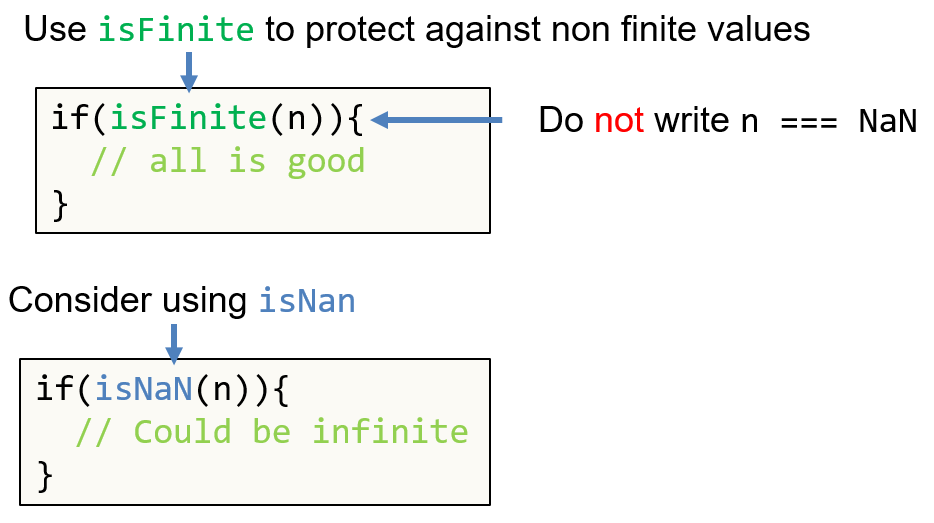 Use isFinite to protect against non finite values
if(isFinite(n)){
Do not write n === NaN
// all is good
}
Consider using isNan
if(isNaN(n)){
// Could be infinite
}